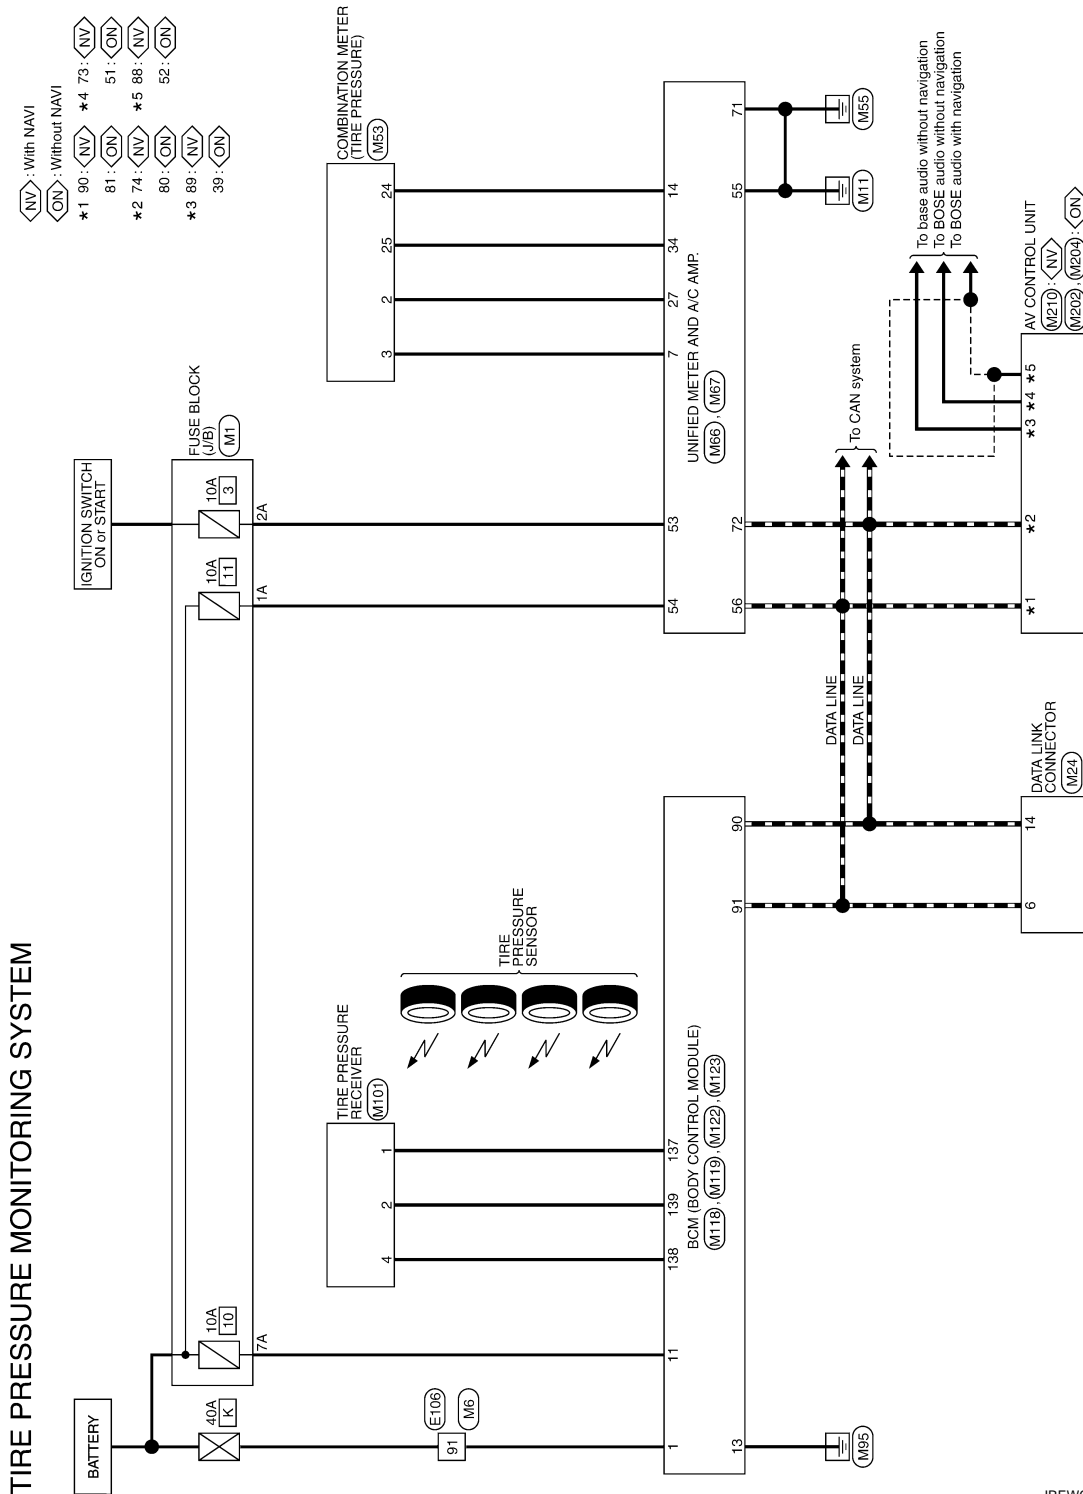 TIRE PRESSURE MONITORING SYSTEM
NV : With NAVI
ON : Without NAVI
*1 90 : NV
81 : ON
*2 74 : NV
80 : ON
*3 89 : NV
39 : ON
*4 73 : NV
51 : ON
*5 88 : NV
52 : ON
BATTERY
IGNITION SWITCH
ON or START
40A
K
10A
10
10A
11
10A
3
FUSE BLOCK
(J/B)
M1
7A
1A
2A
91
E106
M6
TIRE PRESSURE
RECEIVER
M101
4
2
1
TIRE
PRESSURE
SENSOR
COMBINATION METER
(TIRE PRESSURE)
M53
3
2
25
24
1
11
138
139
137
BCM (BODY CONTROL MODULE)
M118 , M119 , M122 , M123
13
91
90
54
53
7
27
34
14
UNIFIED METER AND A/C AMP.
M66 , M67
56
72
55
71
M95
M11
M55
DATA LINE
DATA LINE
To CAN system
To base audio without navigation
To BOSE audio without navigation
To BOSE audio with navigation
6
14
DATA LINK
CONNECTOR
M24
*1
*2
*3
*4
*5
AV CONTROL UNIT
M210 : NV
M202 , M204 : ON